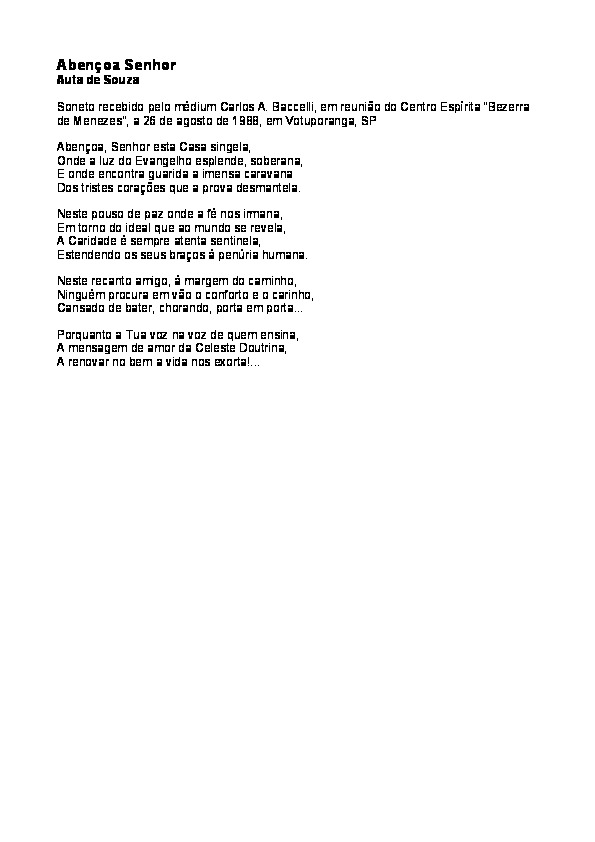 Abençoa Senhor
Auta de Souza
Soneto recebido pelo médium Carlos A. Baccelli, em reunião do Centro Espírita "Bezerra
de Menezes", a 26 de agosto de 1988, em Votuporanga, SP
Abençoa, Senhor esta Casa singela,
Onde a luz do Evangelho esplende, soberana,
E onde encontra guarida a imensa caravana
Dos tristes corações que a prova desmantela.
Neste pouso de paz onde a fé nos irmana,
Em torno do ideal que ao mundo se revela,
A Caridade é sempre atenta sentinela,
Estendendo os seus braços à penúria humana.
Neste recanto amigo, à margem do caminho,
Ninguém procura em vão o conforto e o carinho,
Cansado de bater, chorando, porta em porta...
Porquanto a Tua voz na voz de quem ensina,
A mensagem de amor da Celeste Doutrina,
A renovar no bem a vida nos exorta!...